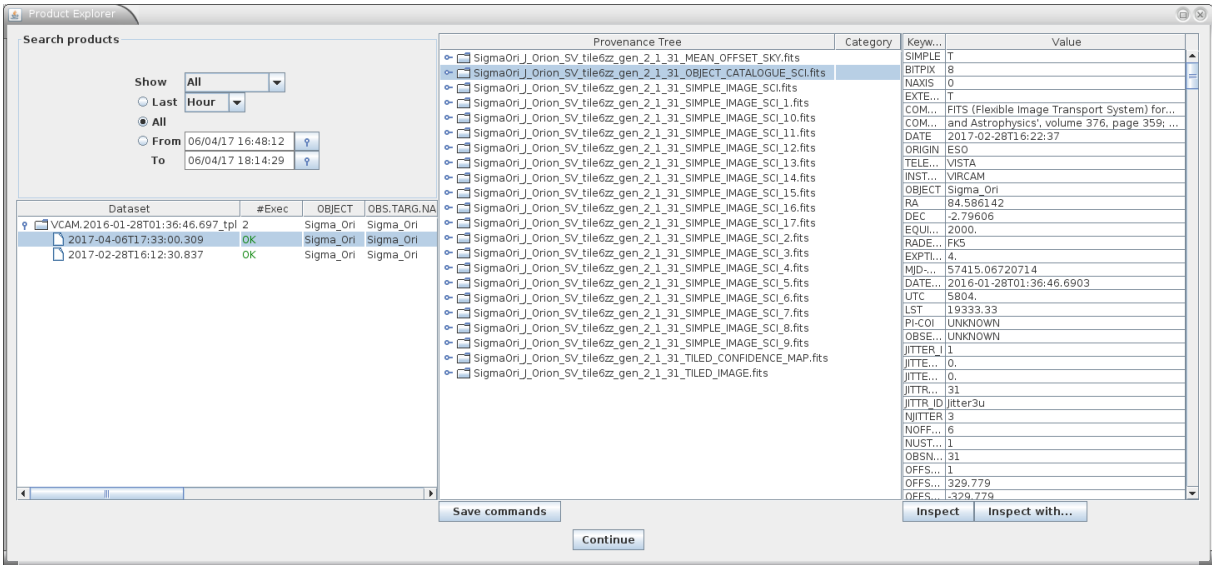 Product Explorer
Search products
Show All
Last Hour
All
From 06/04/17 16:48:12
To 06/04/17 18:14:29
Dataset #Exec OBJECT OBS.TARG.NA
VCAM.2016-01-28T01:36:46.697_tpl 2 Sigma_Ori Sigma_Ori
2017-04-06T17:33:00.309 OK Sigma_Ori Sigma_Ori
2017-02-28T16:12:30.837 OK Sigma_Ori Sigma_Ori
Provenance Tree Category
SigmaOri_J_Orion_SV_tile6zz_gen_2_1_31_MEAN_OFFSET_SKY.fits
SigmaOri_J_Orion_SV_tile6zz_gen_2_1_31_OBJECT_CATALOGUE_SCI.fits
SigmaOri_J_Orion_SV_tile6zz_gen_2_1_31_SIMPLE_IMAGE_SCI.fits
SigmaOri_J_Orion_SV_tile6zz_gen_2_1_31_SIMPLE_IMAGE_SCI_1.fits
SigmaOri_J_Orion_SV_tile6zz_gen_2_1_31_SIMPLE_IMAGE_SCI_10.fits
SigmaOri_J_Orion_SV_tile6zz_gen_2_1_31_SIMPLE_IMAGE_SCI_11.fits
SigmaOri_J_Orion_SV_tile6zz_gen_2_1_31_SIMPLE_IMAGE_SCI_12.fits
SigmaOri_J_Orion_SV_tile6zz_gen_2_1_31_SIMPLE_IMAGE_SCI_13.fits
SigmaOri_J_Orion_SV_tile6zz_gen_2_1_31_SIMPLE_IMAGE_SCI_14.fits
SigmaOri_J_Orion_SV_tile6zz_gen_2_1_31_SIMPLE_IMAGE_SCI_15.fits
SigmaOri_J_Orion_SV_tile6zz_gen_2_1_31_SIMPLE_IMAGE_SCI_16.fits
SigmaOri_J_Orion_SV_tile6zz_gen_2_1_31_SIMPLE_IMAGE_SCI_17.fits
SigmaOri_J_Orion_SV_tile6zz_gen_2_1_31_SIMPLE_IMAGE_SCI_2.fits
SigmaOri_J_Orion_SV_tile6zz_gen_2_1_31_SIMPLE_IMAGE_SCI_3.fits
SigmaOri_J_Orion_SV_tile6zz_gen_2_1_31_SIMPLE_IMAGE_SCI_4.fits
SigmaOri_J_Orion_SV_tile6zz_gen_2_1_31_SIMPLE_IMAGE_SCI_5.fits
SigmaOri_J_Orion_SV_tile6zz_gen_2_1_31_SIMPLE_IMAGE_SCI_6.fits
SigmaOri_J_Orion_SV_tile6zz_gen_2_1_31_SIMPLE_IMAGE_SCI_7.fits
SigmaOri_J_Orion_SV_tile6zz_gen_2_1_31_SIMPLE_IMAGE_SCI_8.fits
SigmaOri_J_Orion_SV_tile6zz_gen_2_1_31_SIMPLE_IMAGE_SCI_9.fits
SigmaOri_J_Orion_SV_tile6zz_gen_2_1_31_TILED_CONFIDENCE_MAP.fits
SigmaOri_J_Orion_SV_tile6zz_gen_2_1_31_TILED_IMAGE.fits
Keyw... Value
SIMPLE T
BITPIX 8
NAXIS 0
EXTE... T
COM... FITS (Flexible Image Transport System) for...
COM... and Astrophysics', volume 376, page 359; ...
DATE 2017-02-28T16:22:37
ORIGIN ESO
TELE... VISTA
INST... VIRCAM
OBJECT Sigma_Ori
RA 84.586142
DEC -2.79606
EQUI... 2000.
RADE... FK5
EXPTI... 4.
MJD-... 57415.06720714
DATE... 2016-01-28T01:36:46.6903
UTC 5804.
LST 19333.33
PI-COI UNKNOWN
OBSE... UNKNOWN
JITTER_I 1
JITTE... 0.
JITTE... 0.
JITTR... 31
JITTR_ID Jitter3u
NJITTER 3
NOFF... 6
NUST... 1
OBSN... 31
OFFS... 1
OFFS... 329.779
OFFS... -329.779
Save commands
Inspect Inspect with...
Continue